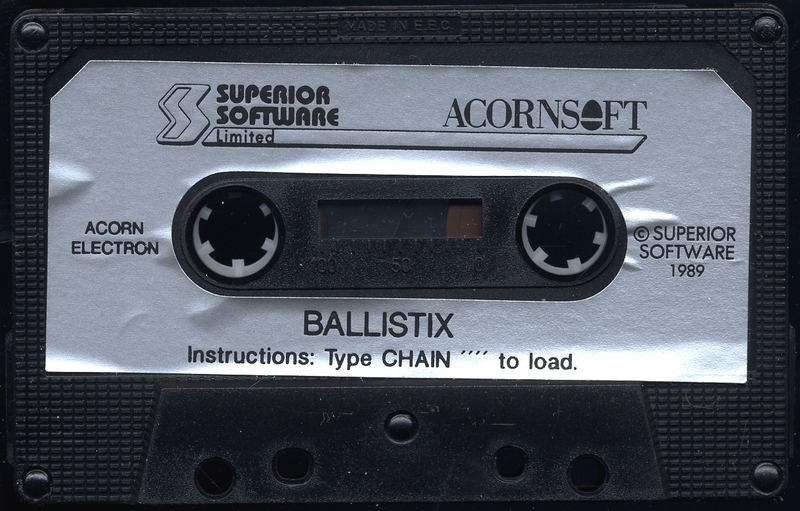 MADE IN EEC
SUPERIOR
SOFTWARE
Limited
ACORNSOFT
ACORN
ELECTRON
© SUPERIOR
SOFTWARE
1989
100 50 0
BALLISTIX
Instructions: Type CHAIN "" to load.